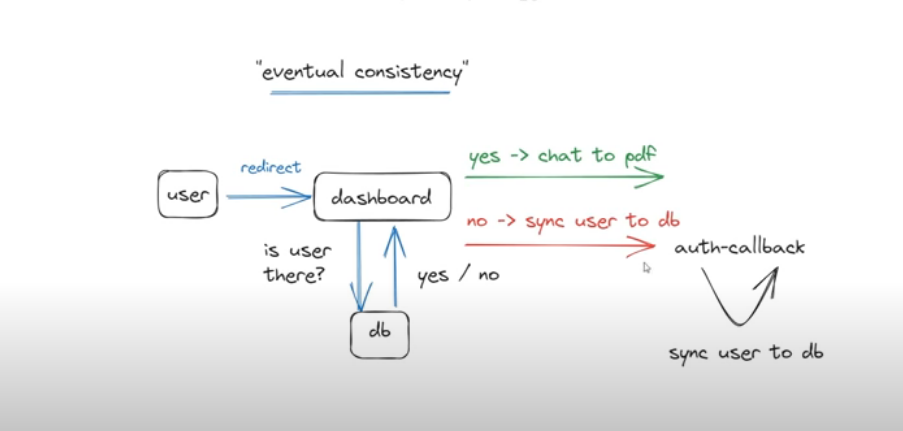 "eventual consistency"
redirect
user
dashboard
yes -> chat to pdf
no -> sync user to db
auth-callback
is user
there?
yes / no
db
sync user to db